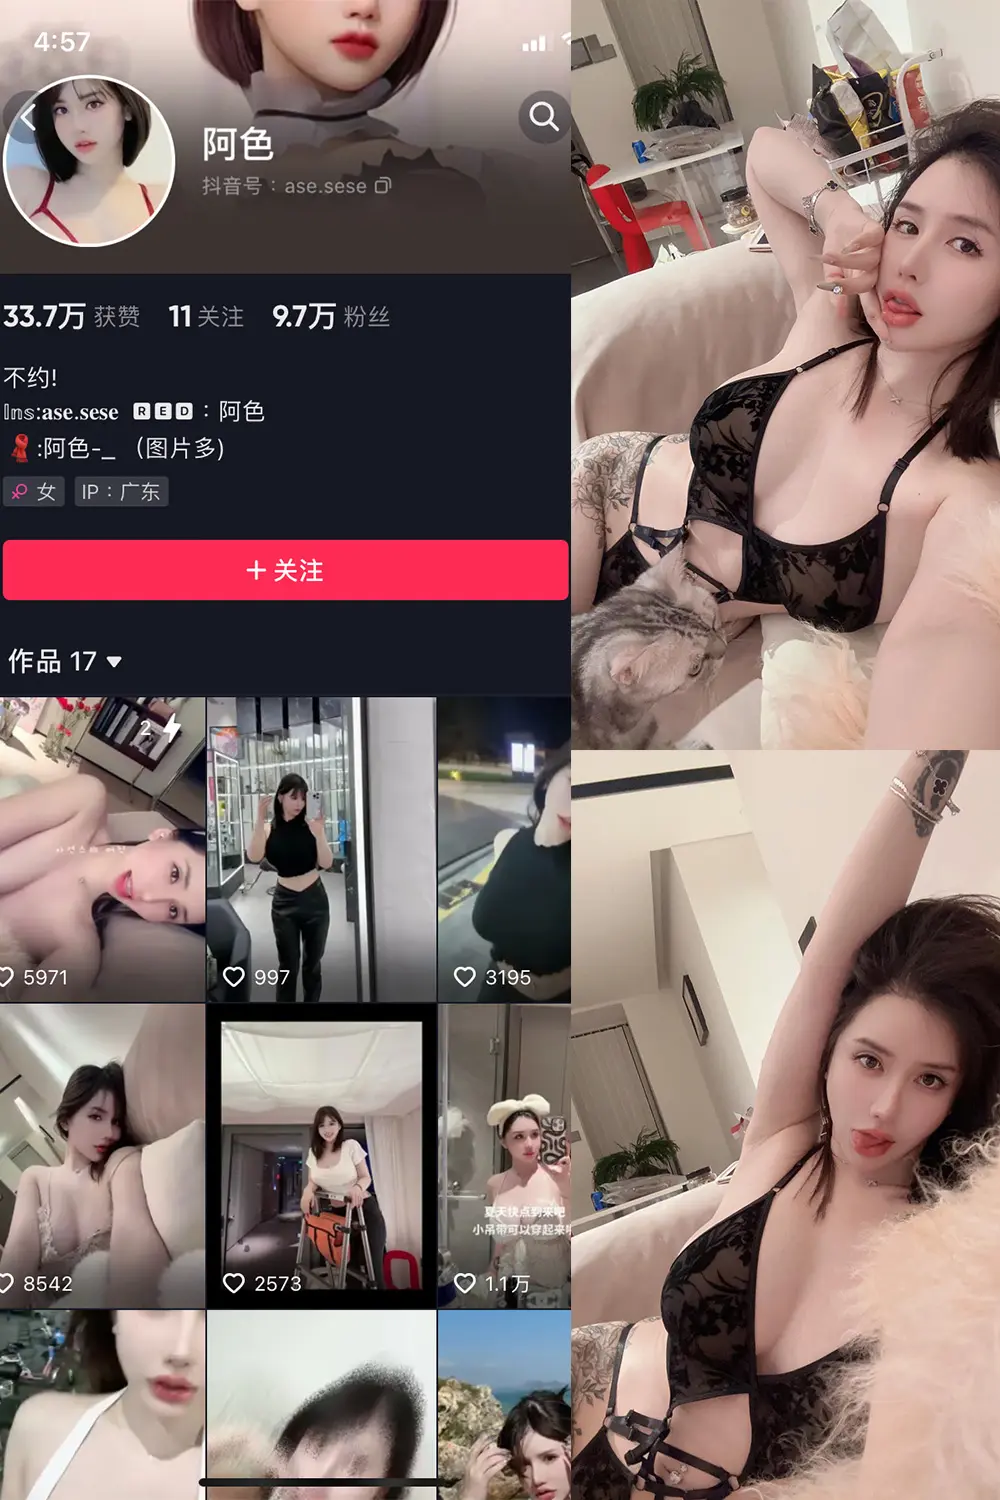 4:57
阿色
抖音号：ase.sese
33.7万 获赞 11 关注 9.7万 粉丝
不约!
Ins:ase.sese RED：阿色
:阿色-_ （图片多）
女 IP：广东
+ 关注
作品 17
2
5971
997
3195
8542
2573
夏天快点到来吧
小吊带可以穿起来
1.1万